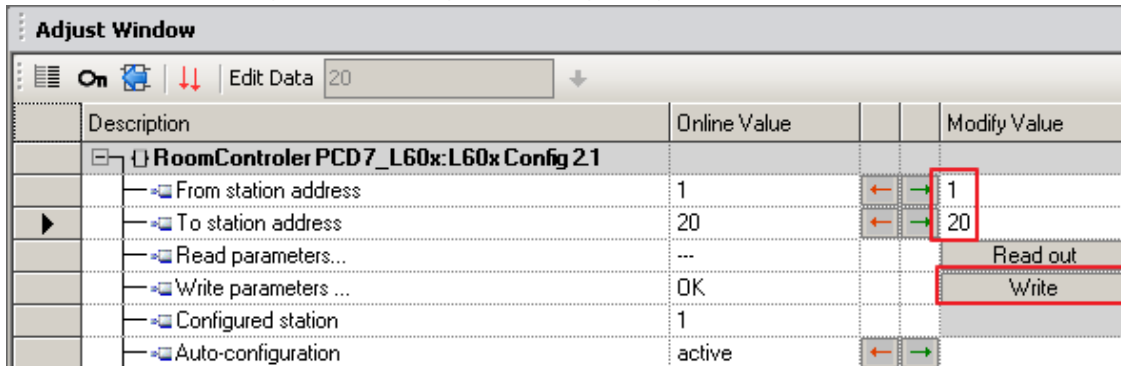 Adjust Window
On Edit Data 20
Description Online Value Modify Value
RoomControler PCD7_L60x:L60x Config 2.1
From station address 1 1
To station address 20 20
Read parameters... --- Read out
Write parameters ... OK Write
Configured station 1
Auto-configuration active